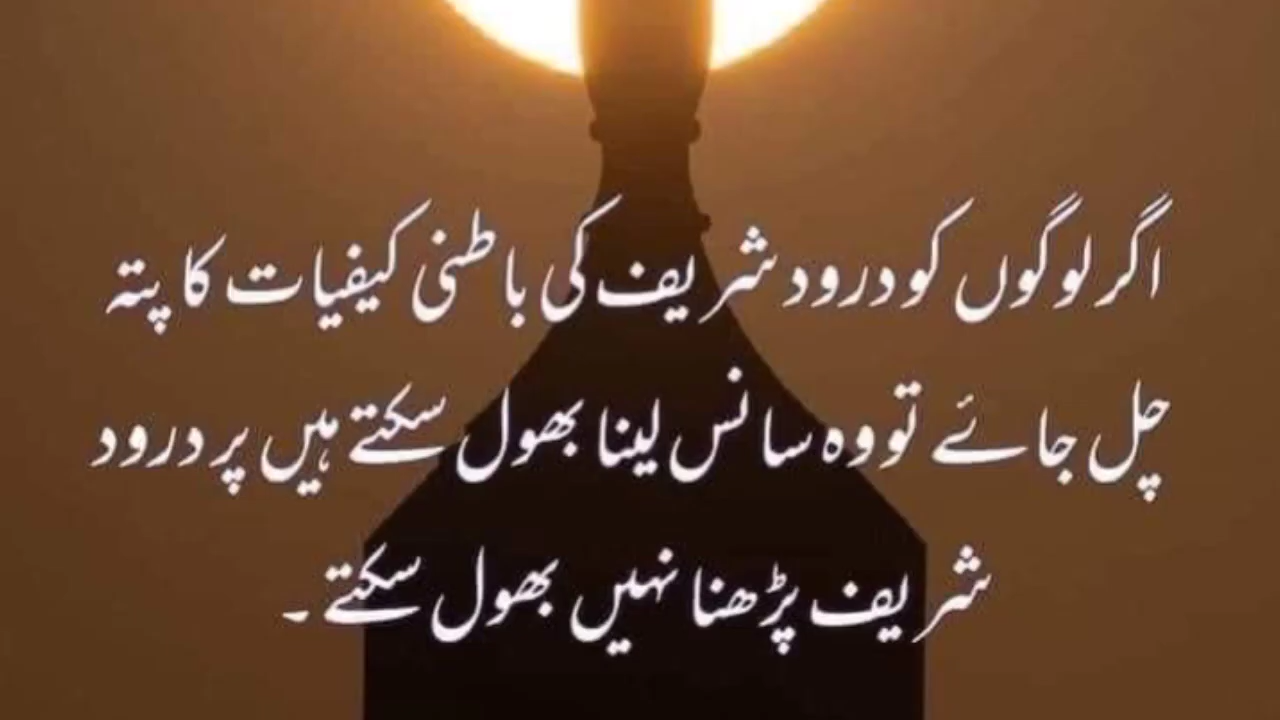 اگر لوگوں کو درود شریف کی باطنی کیفیات کا پتہ
چل جائے تو وہ سانس لینا بھول سکتے ہیں پر درود
شریف پڑھنا نہیں بھول سکتے ۔